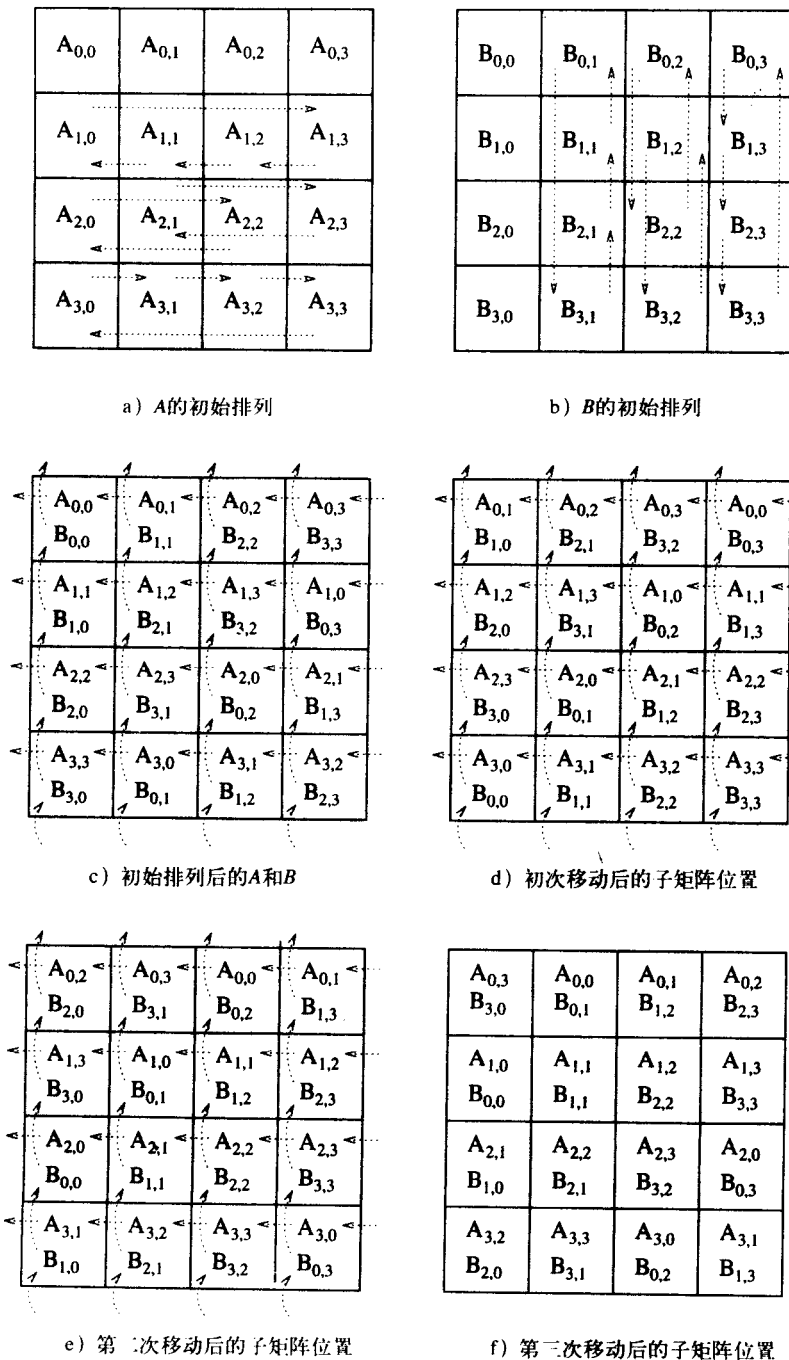 A0,0 A0,1 A0,2 A0,3
A1,0 A1,1 A1,2 A1,3
A2,0 A2,1 A2,2 A2,3
A3,0 A3,1 A3,2 A3,3
a）A的初始排列
B0,0 B0,1 B0,2 B0,3
B1,0 B1,1 B1,2 B1,3
B2,0 B2,1 B2,2 B2,3
B3,0 B3,1 B3,2 B3,3
b）B的初始排列
A0,0 A0,1 A0,2 A0,3
B0,0 B1,1 B2,2 B3,3
A1,1 A1,2 A1,3 A1,0
B1,0 B2,1 B3,2 B0,3
A2,2 A2,3 A2,0 A2,1
B2,0 B3,1 B0,2 B1,3
A3,3 A3,0 A3,1 A3,2
B3,0 B0,1 B1,2 B2,3
c）初始排列后的A和B
A0,1 A0,2 A0,3 A0,0
B1,0 B2,1 B3,2 B0,3
A1,2 A1,3 A1,0 A1,1
B2,0 B3,1 B0,2 B1,3
A2,3 A2,0 A2,1 A2,2
B3,0 B0,1 B1,2 B2,3
A3,0 A3,1 A3,2 A3,3
B0,0 B1,1 B2,2 B3,3
d）初次移动后的子矩阵位置
A0,2 A0,3 A0,0 A0,1
B2,0 B3,1 B0,2 B1,3
A1,3 A1,0 A1,1 A1,2
B3,0 B0,1 B1,2 B2,3
A2,0 A2,1 A2,2 A2,3
B0,0 B1,1 B2,2 B3,3
A3,1 A3,2 A3,3 A3,0
B1,0 B2,1 B3,2 B0,3
e）第二次移动后的子矩阵位置
A0,3 A0,0 A0,1 A0,2
B3,0 B0,1 B1,2 B2,3
A1,0 A1,1 A1,2 A1,3
B0,0 B1,1 B2,2 B3,3
A2,1 A2,2 A2,3 A2,0
B1,0 B2,1 B3,2 B0,3
A3,2 A3,3 A3,0 A3,1
B2,0 B3,1 B0,2 B1,3
f）第三次移动后的子矩阵位置